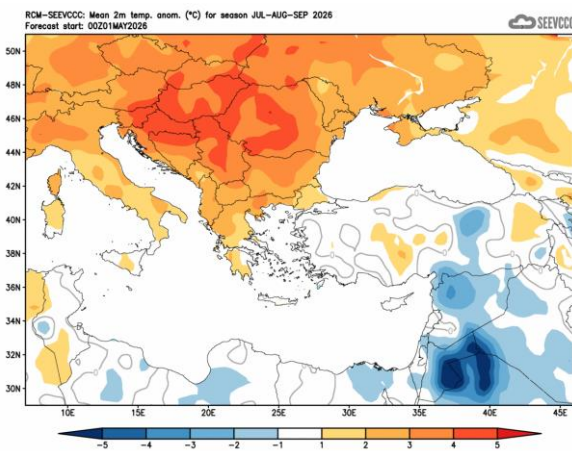 RCM-SEEVCCC: Mean 2m temp. anom. (°C) for season JUL-AUG-SEP 2026
Forecast start: 00Z01MAY2026
SEEVCCC
50N
48N
46N
44N
42N
40N
38N
36N
34N
32N
30N
10E 15E 20E 25E 30E 35E 40E 45E
-5 -4 -3 -2 -1 1 2 3 4 5